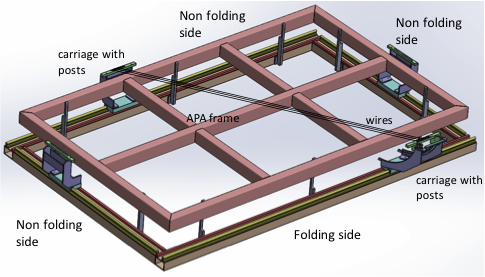 Non folding
side
Non folding
side
carriage with
posts
APA frame
wires
carriage with
posts
Non folding
side
Folding side